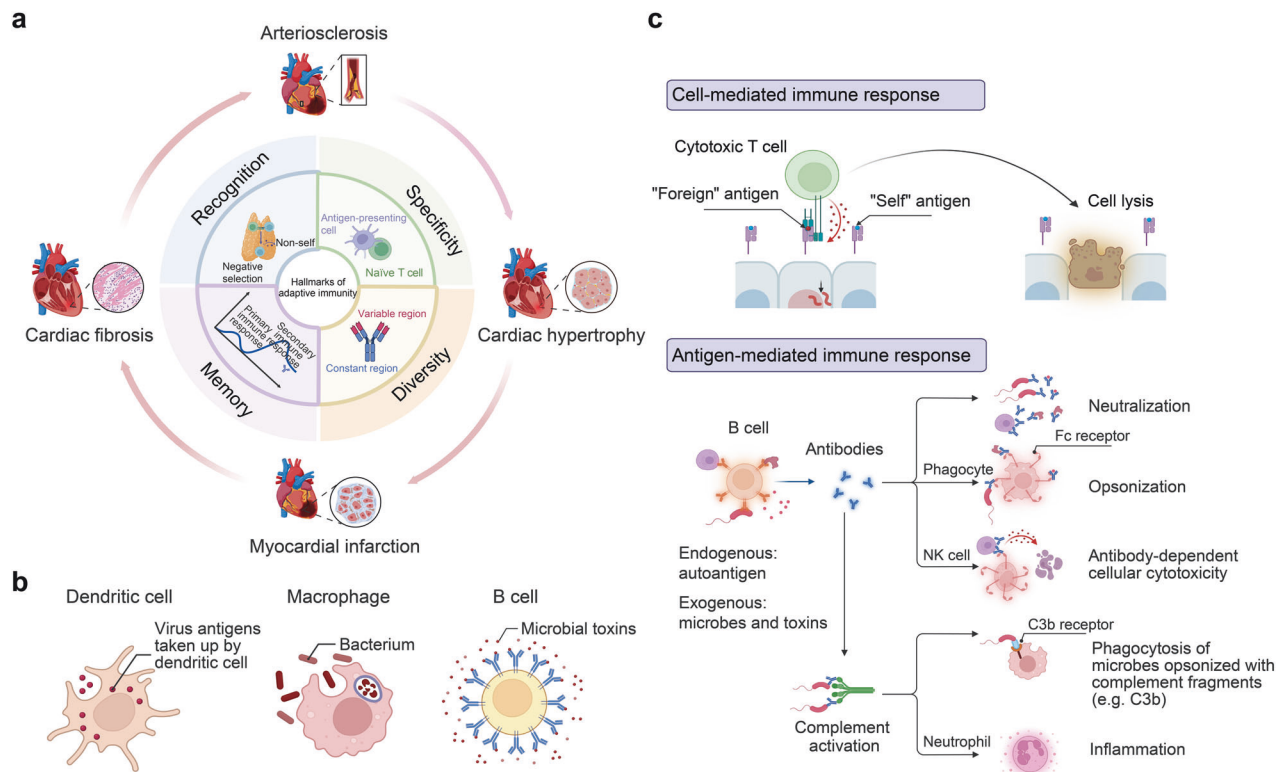 a
Arteriosclerosis
Recognition
Specificity
Non-self
Negative
selection
Antigen-presenting
cell
Naïve T cell
Hallmarks of
adaptive immunity
Primary immune
response
Secondary
immune response
Variable region
Constant region
Memory
Diversity
Cardiac fibrosis
Cardiac hypertrophy
Myocardial infarction
b
Dendritic cell
Virus antigens
taken up by
dendritic cell
Macrophage
Bacterium
B cell
Microbial toxins
c
Cell-mediated immune response
Cytotoxic T cell
"Foreign" antigen
"Self" antigen
Cell lysis
Antigen-mediated immune response
B cell
Antibodies
Endogenous:
autoantigen
Exogenous:
microbes and toxins
Neutralization
Fc receptor
Phagocyte
Opsonization
NK cell
Antibody-dependent
cellular cytotoxicity
Complement
activation
C3b receptor
Phagocytosis of
microbes opsonized with
complement fragments
(e.g. C3b)
Neutrophil
Inflammation